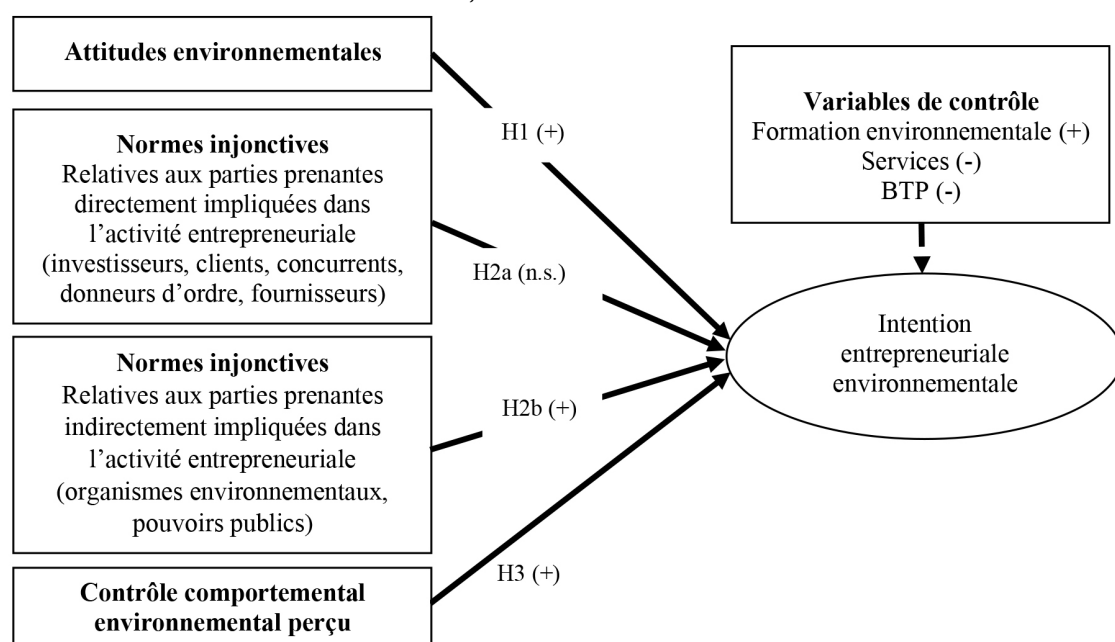 Attitudes environnementales
Normes injonctives
Relatives aux parties prenantes
directement impliquées dans
l’activité entrepreneuriale
(investisseurs, clients, concurrents,
donneurs d’ordre, fournisseurs)
Normes injonctives
Relatives aux parties prenantes
indirectement impliquées dans
l’activité entrepreneuriale
(organismes environnementaux,
pouvoirs publics)
Contrôle comportemental
environnemental perçu
H1 (+)
H2a (n.s.)
H2b (+)
H3 (+)
Variables de contrôle
Formation environnementale (+)
Services (-)
BTP (-)
Intention
entrepreneuriale
environnementale